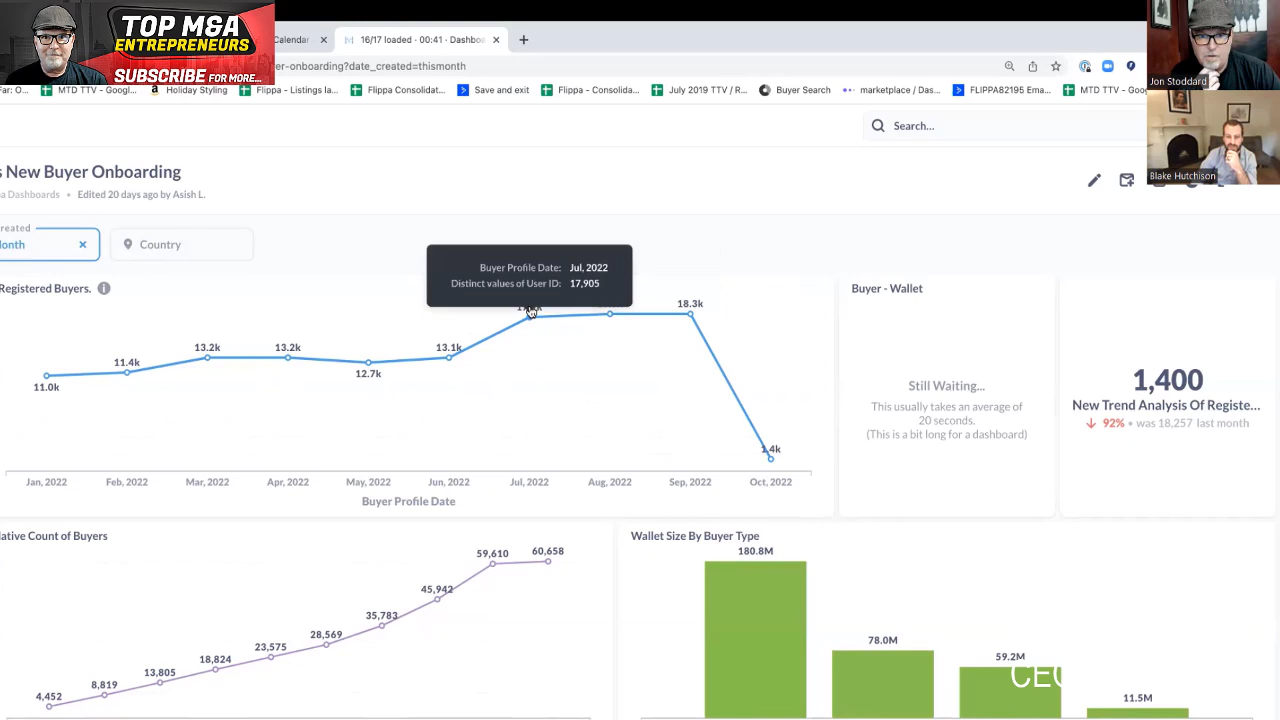 TOP M&A
ENTREPRENEURS
SUBSCRIBE FOR MORE...
Calendar
16/17 loaded - 00:41 - Dashbo
er-onboarding?date_created=thismonth
Far: O...
MTD TTV - Googl...
Holiday Styling
Flippa - Listings la...
Flippa Consolidat...
Save and exit
Flippa - Consolida...
July 2019 TTV / R...
Buyer Search
marketplace / Das...
FLIPPA82195 Ema...
MTD TTV - Goog
Jon Stoddard
Blake Hutchison
Search...
s New Buyer Onboarding
ea Dashboards • Edited 20 days ago by Asish L.
reated
Month
Country
Buyer Profile Date: Jul, 2022
Distinct values of User ID: 17,905
Registered Buyers.
11.0k
11.4k
13.2k
13.2k
12.7k
13.1k
18.3k
1.4k
Jan, 2022
Feb, 2022
Mar, 2022
Apr, 2022
May, 2022
Jun, 2022
Jul, 2022
Aug, 2022
Sep, 2022
Oct, 2022
Buyer Profile Date
Buyer - Wallet
Still Waiting...
This usually takes an average of
20 seconds.
(This is a bit long for a dashboard)
1,400
New Trend Analysis Of Registe...
↓ 92% • was 18,257 last month
lative Count of Buyers
4,452
8,819
13,805
18,824
23,575
28,569
35,783
45,942
59,610
60,658
Wallet Size By Buyer Type
180.8M
78.0M
59.2M
11.5M